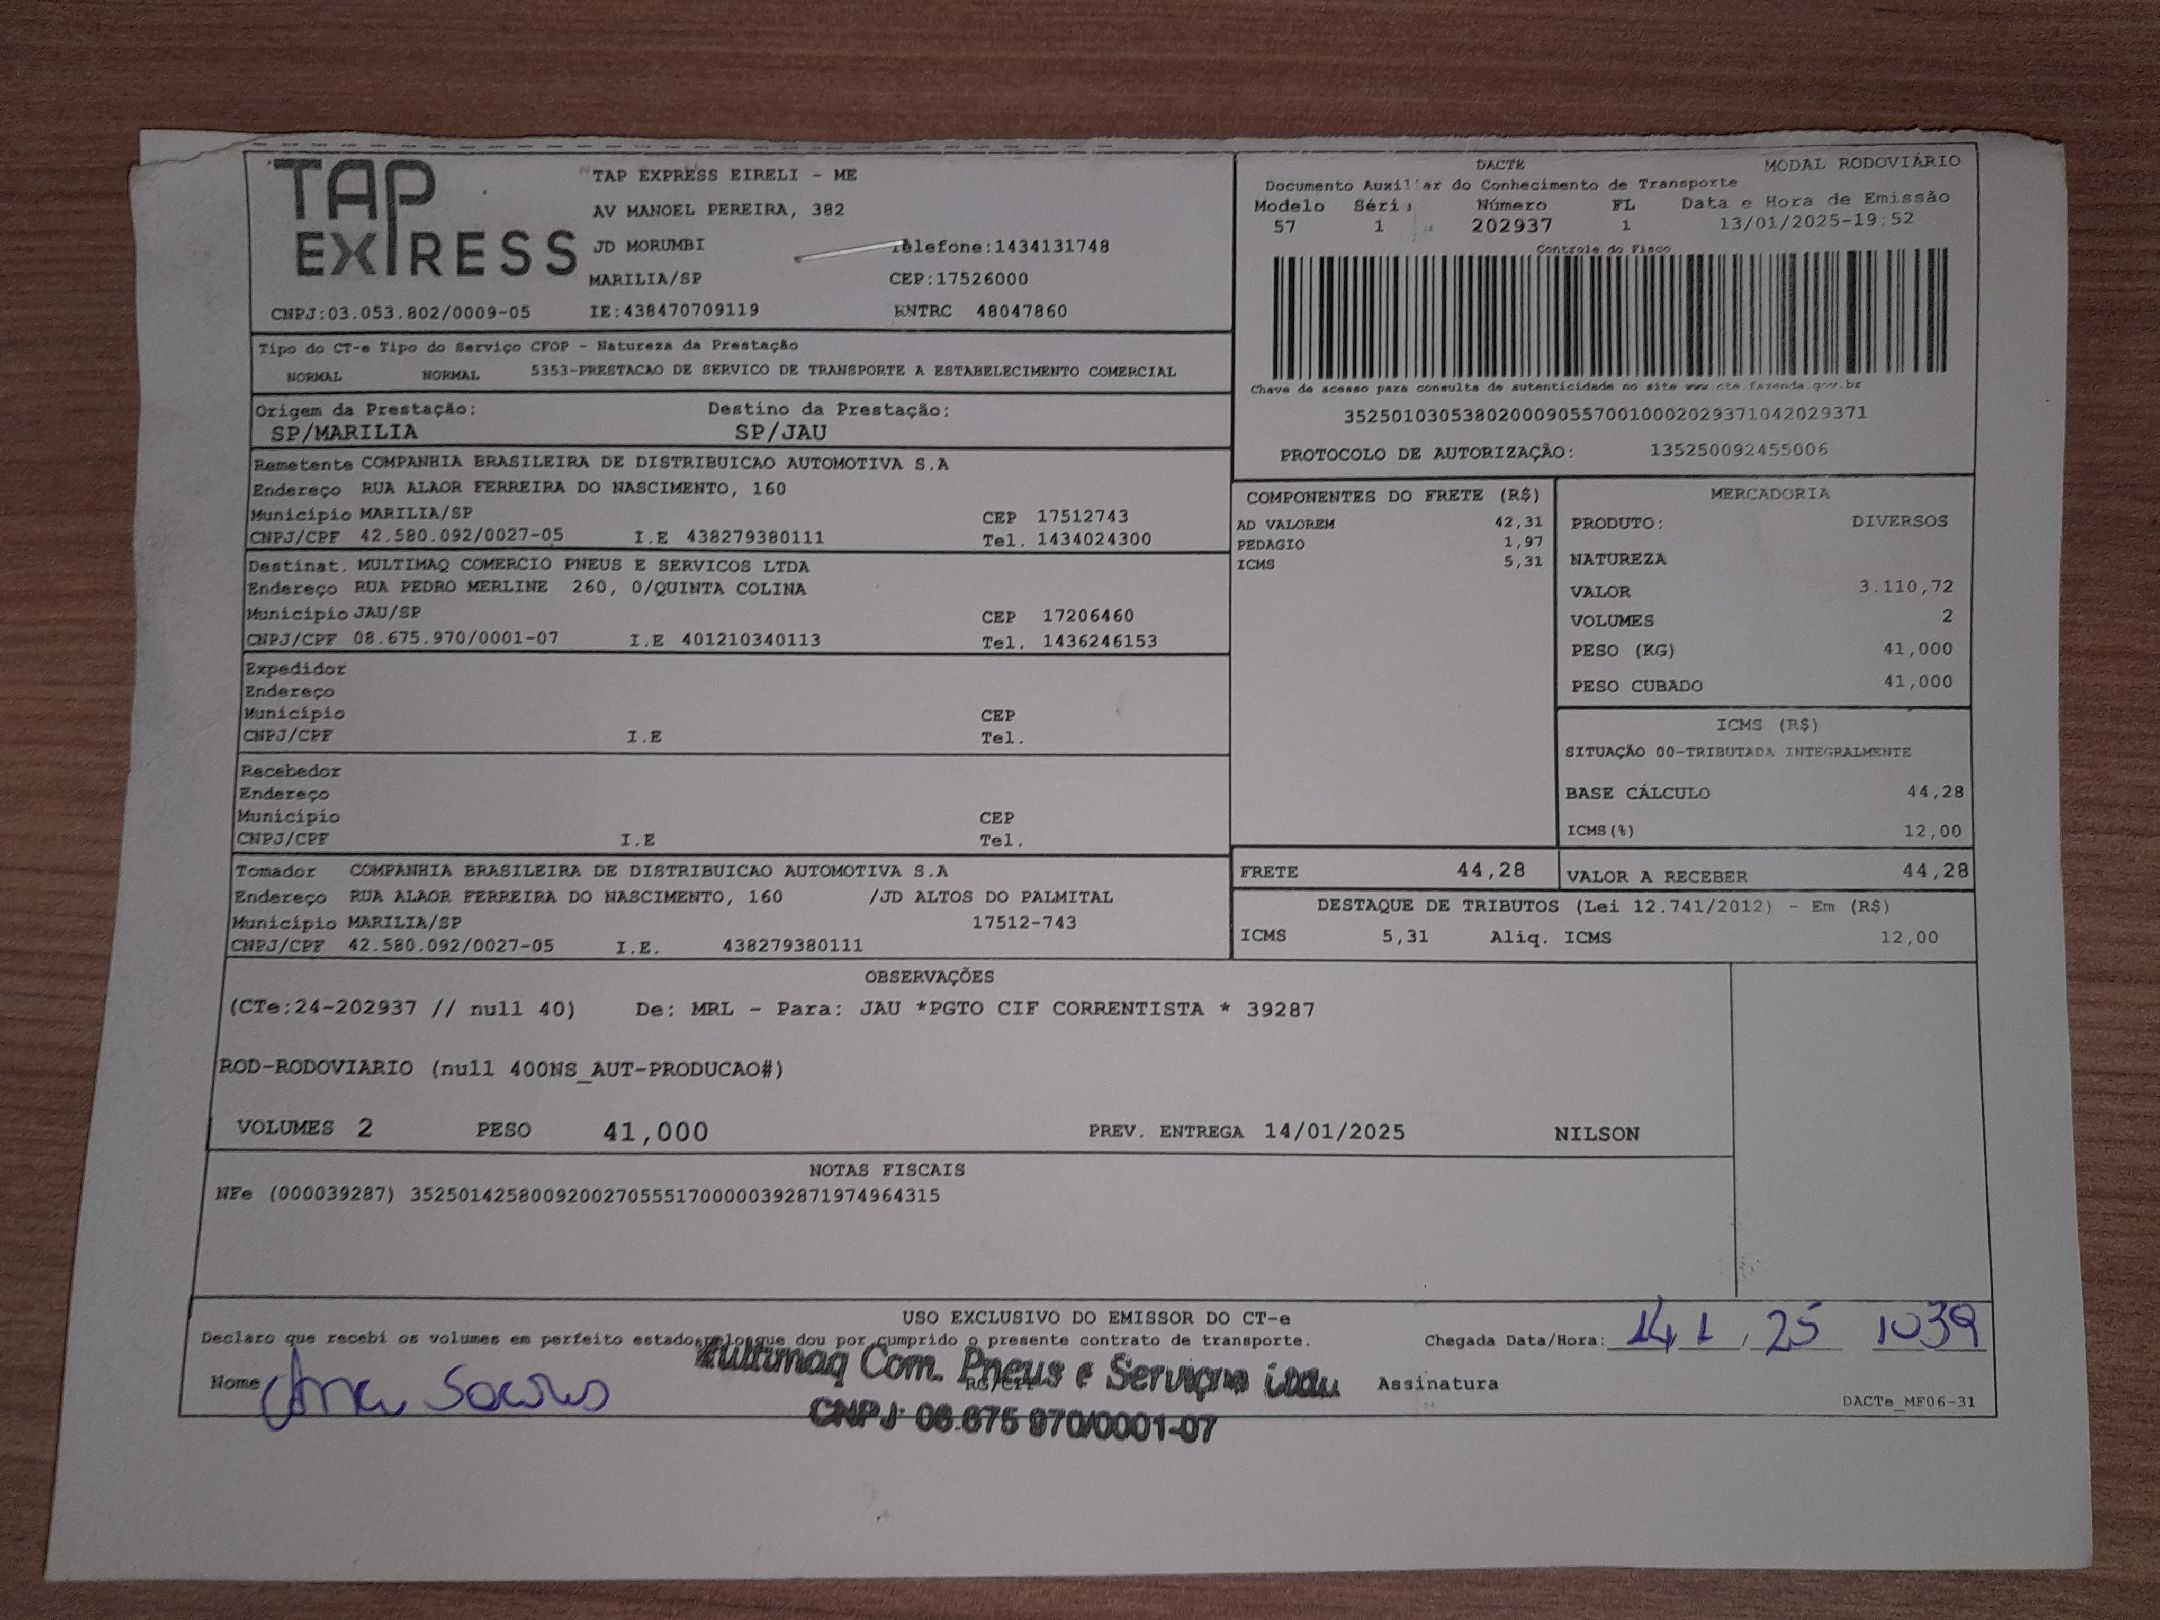 TAP
EXPRESS
TAP EXPRESS EIRELI - ME
AV MANOEL PEREIRA, 382
JD MORUMBI Telefone:1434131748
MARILIA/SP CEP:17526000
CNPJ:03.053.802/0009-05 IE:438470709119 RNTRC 48047860
DACTE MODAL RODOVIÁRIO
Documento Auxiliar do Conhecimento de Transporte
Modelo Série Número FL Data e Hora de Emissão
57 1 202937 1 13/01/2025-19:52
Controle do Fisco
Chave de acesso para consulta de autenticidade no site www.cte.fazenda.gov.br
35250103053802000905570010002029371042029371
PROTOCOLO DE AUTORIZAÇÃO: 135250092455006
Tipo do CT-e Tipo do Serviço CFOP - Natureza da Prestação
NORMAL NORMAL 5353-PRESTACAO DE SERVICO DE TRANSPORTE A ESTABELECIMENTO COMERCIAL
Origem da Prestação: Destino da Prestação:
SP/MARILIA SP/JAU
Remetente COMPANHIA BRASILEIRA DE DISTRIBUICAO AUTOMOTIVA S.A
Endereço RUA ALAOR FERREIRA DO NASCIMENTO, 160
Município MARILIA/SP CEP 17512743
CNPJ/CPF 42.580.092/0027-05 I.E 438279380111 Tel. 1434024300
Destinat. MULTIMAQ COMERCIO PNEUS E SERVICOS LTDA
Endereço RUA PEDRO MERLINE 260, 0/QUINTA COLINA
Município JAU/SP CEP 17206460
CNPJ/CPF 08.675.970/0001-07 I.E 401210340113 Tel. 1436246153
Expedidor
Endereço
Município CEP
CNPJ/CPF I.E Tel.
Recebedor
Endereço
Município CEP
CNPJ/CPF I.E Tel.
Tomador COMPANHIA BRASILEIRA DE DISTRIBUICAO AUTOMOTIVA S.A
Endereço RUA ALAOR FERREIRA DO NASCIMENTO, 160 /JD ALTOS DO PALMITAL
Município MARILIA/SP 17512-743
CNPJ/CPF 42.580.092/0027-05 I.E. 438279380111
COMPONENTES DO FRETE (R$)
AD VALOREM 42,31
PEDAGIO 1,97
ICMS 5,31
MERCADORIA
PRODUTO: DIVERSOS
NATUREZA
VALOR 3.110,72
VOLUMES 2
PESO (KG) 41,000
PESO CUBADO 41,000
ICMS (R$)
SITUAÇÃO 00-TRIBUTADA INTEGRALMENTE
BASE CÁLCULO 44,28
ICMS(%) 12,00
FRETE 44,28 VALOR A RECEBER 44,28
DESTAQUE DE TRIBUTOS (Lei 12.741/2012) - Em (R$)
ICMS 5,31 Aliq. ICMS 12,00
OBSERVAÇÕES
(CTe:24-202937 // null 40) De: MRL - Para: JAU *PGTO CIF CORRENTISTA * 39287
ROD-RODOVIARIO (null 400NS_AUT-PRODUCAO#)
VOLUMES 2 PESO 41,000 PREV. ENTREGA 14/01/2025 NILSON
NOTAS FISCAIS
NFe (000039287) 35250142580092002705551700000392871974964315
USO EXCLUSIVO DO EMISSOR DO CT-e
Declaro que recebi os volumes em perfeito estado pelo que dou por cumprido o presente contrato de transporte. Chegada Data/Hora: 14 1 / 25 1039
Multimaq Com. Pneus e Serviços Ltda
Nome RG/CPF Assinatura
CNPJ: 08.675 970/0001-07
DACTe_MF06-31